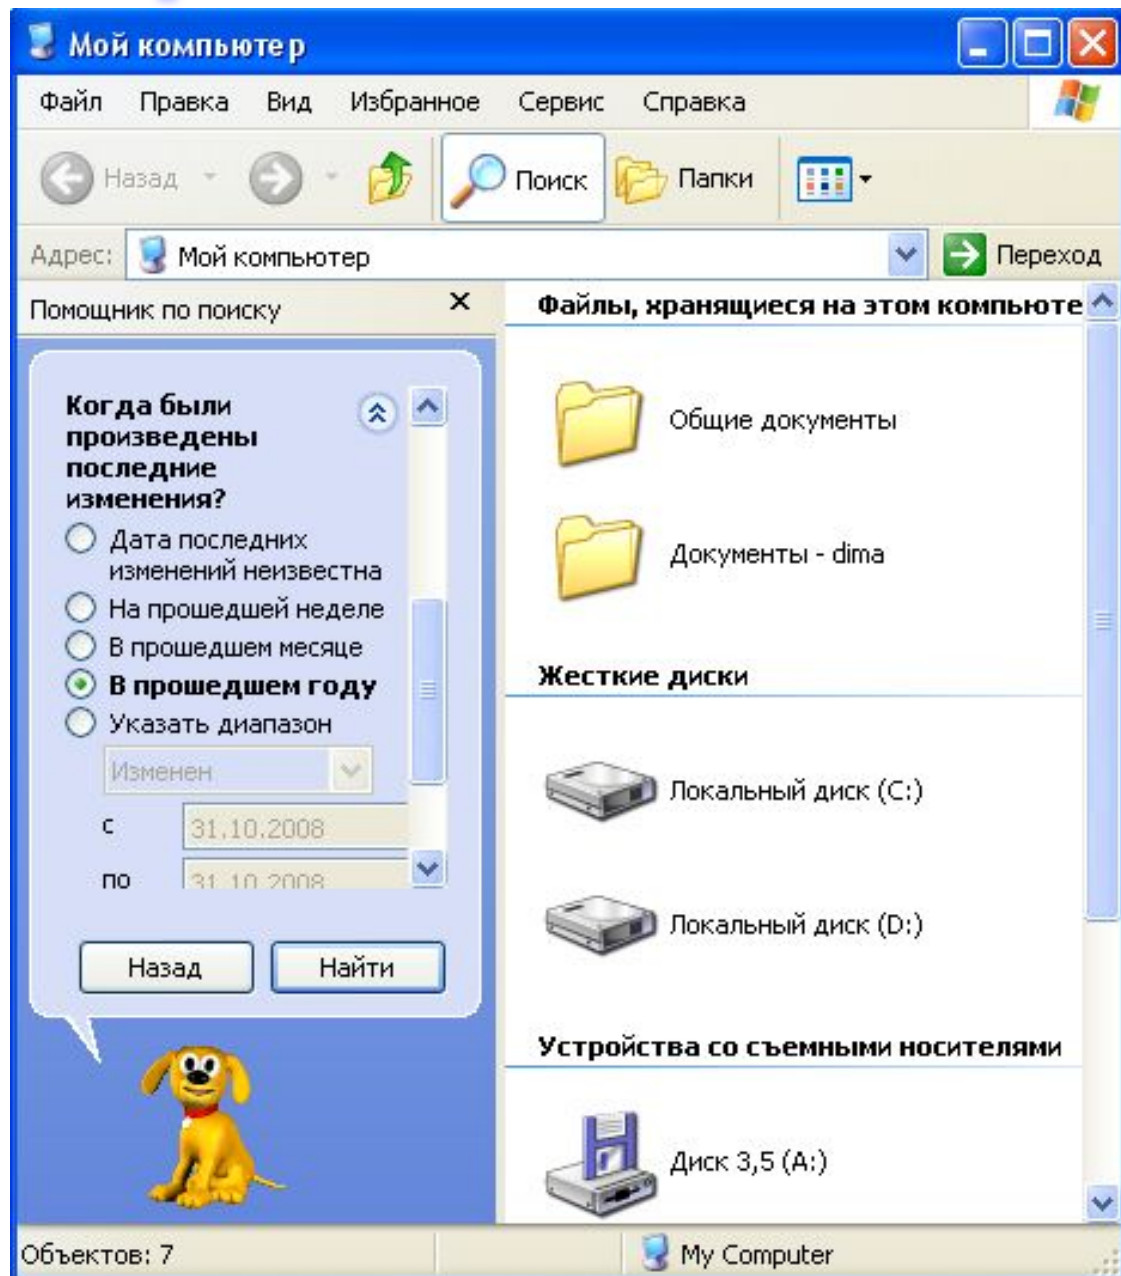 Мой компьютер
Файл Правка Вид Избранное Сервис Справка
Назад Поиск Папки
Адрес: Мой компьютер Переход
Помощник по поиску
Когда были
произведены
последние
изменения?
Дата последних
изменений неизвестна
На прошедшей неделе
В прошедшем месяце
В прошедшем году
Указать диапазон
Изменен
с 31.10.2008
по 31.10.2008
Назад Найти
Файлы, хранящиеся на этом компьюте
Общие документы
Документы - dima
Жесткие диски
Локальный диск (C:)
Локальный диск (D:)
Устройства со съемными носителями
Диск 3,5 (A:)
Объектов: 7 My Computer